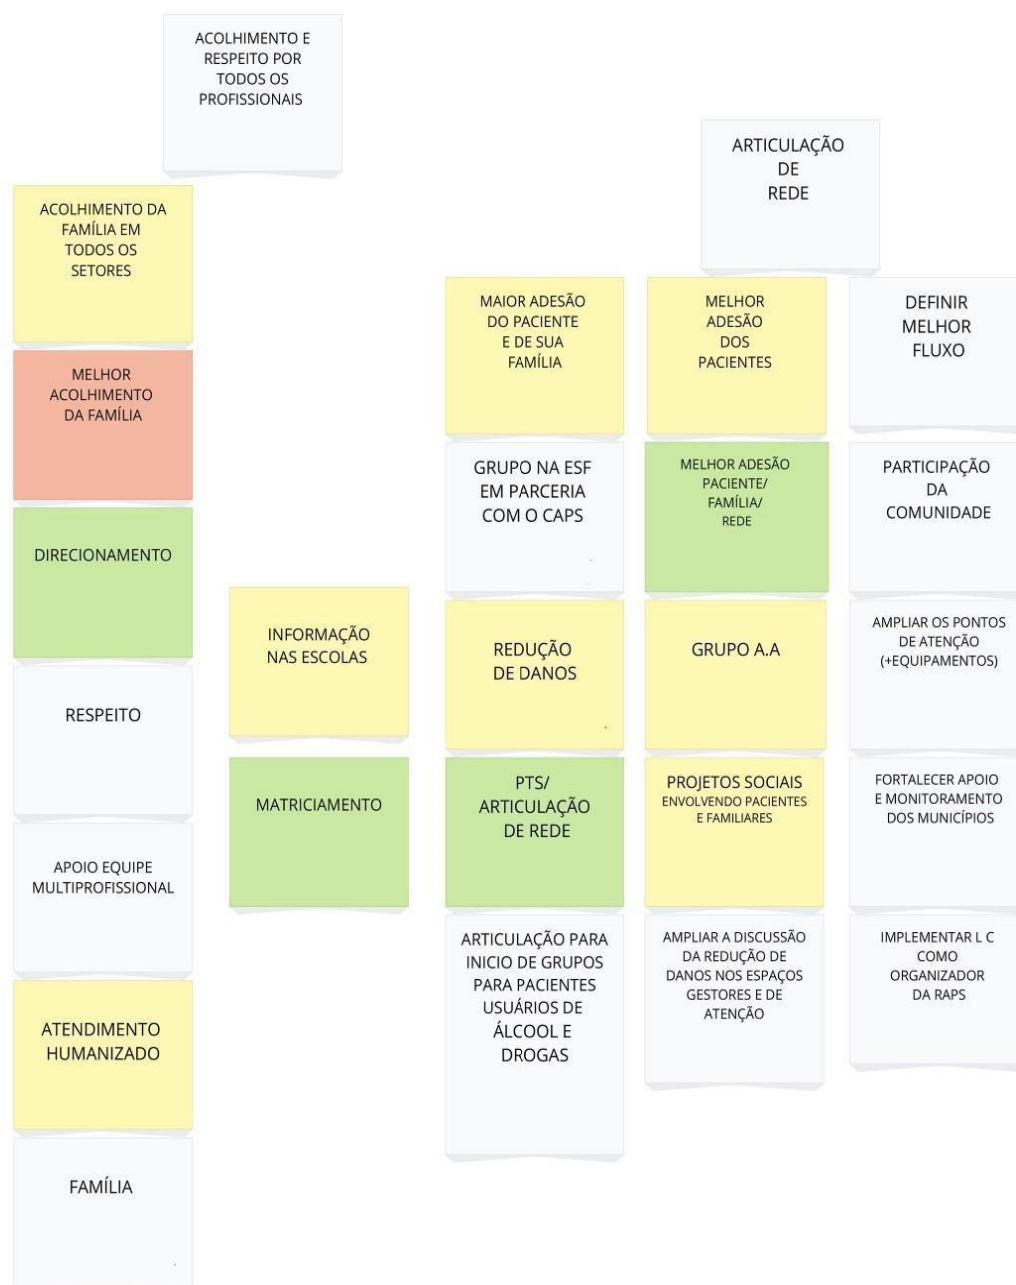 ACOLHIMENTO E
RESPEITO POR
TODOS OS
PROFISSIONAIS
ACOLHIMENTO DA
FAMÍLIA EM
TODOS OS
SETORES
MELHOR
ACOLHIMENTO
DA FAMÍLIA
DIRECIONAMENTO
RESPEITO
APOIO EQUIPE
MULTIPROFISSIONAL
ATENDIMENTO
HUMANIZADO
FAMÍLIA
INFORMAÇÃO
NAS ESCOLAS
MATRICIAMENTO
MAIOR ADESÃO
DO PACIENTE
E DE SUA
FAMÍLIA
GRUPO NA ESF
EM PARCERIA
COM O CAPS
REDUÇÃO
DE DANOS
PTS/
ARTICULAÇÃO
DE REDE
ARTICULAÇÃO PARA
INICIO DE GRUPOS
PARA PACIENTES
USUÁRIOS DE
ÁLCOOL E
DROGAS
ARTICULAÇÃO
DE
REDE
MELHOR
ADESÃO
DOS
PACIENTES
MELHOR ADESÃO
PACIENTE/
FAMÍLIA/
REDE
GRUPO A.A
PROJETOS SOCIAIS
ENVOLVENDO PACIENTES
E FAMILIARES
AMPLIAR A DISCUSSÃO
DA REDUÇÃO DE
DANOS NOS ESPAÇOS
GESTORES E DE
ATENÇÃO
DEFINIR
MELHOR
FLUXO
PARTICIPAÇÃO
DA
COMUNIDADE
AMPLIAR OS PONTOS
DE ATENÇÃO
(+EQUIPAMENTOS)
FORTALECER APOIO
E MONITORAMENTO
DOS MUNICÍPIOS
IMPLEMENTAR L C
COMO
ORGANIZADOR
DA RAPS